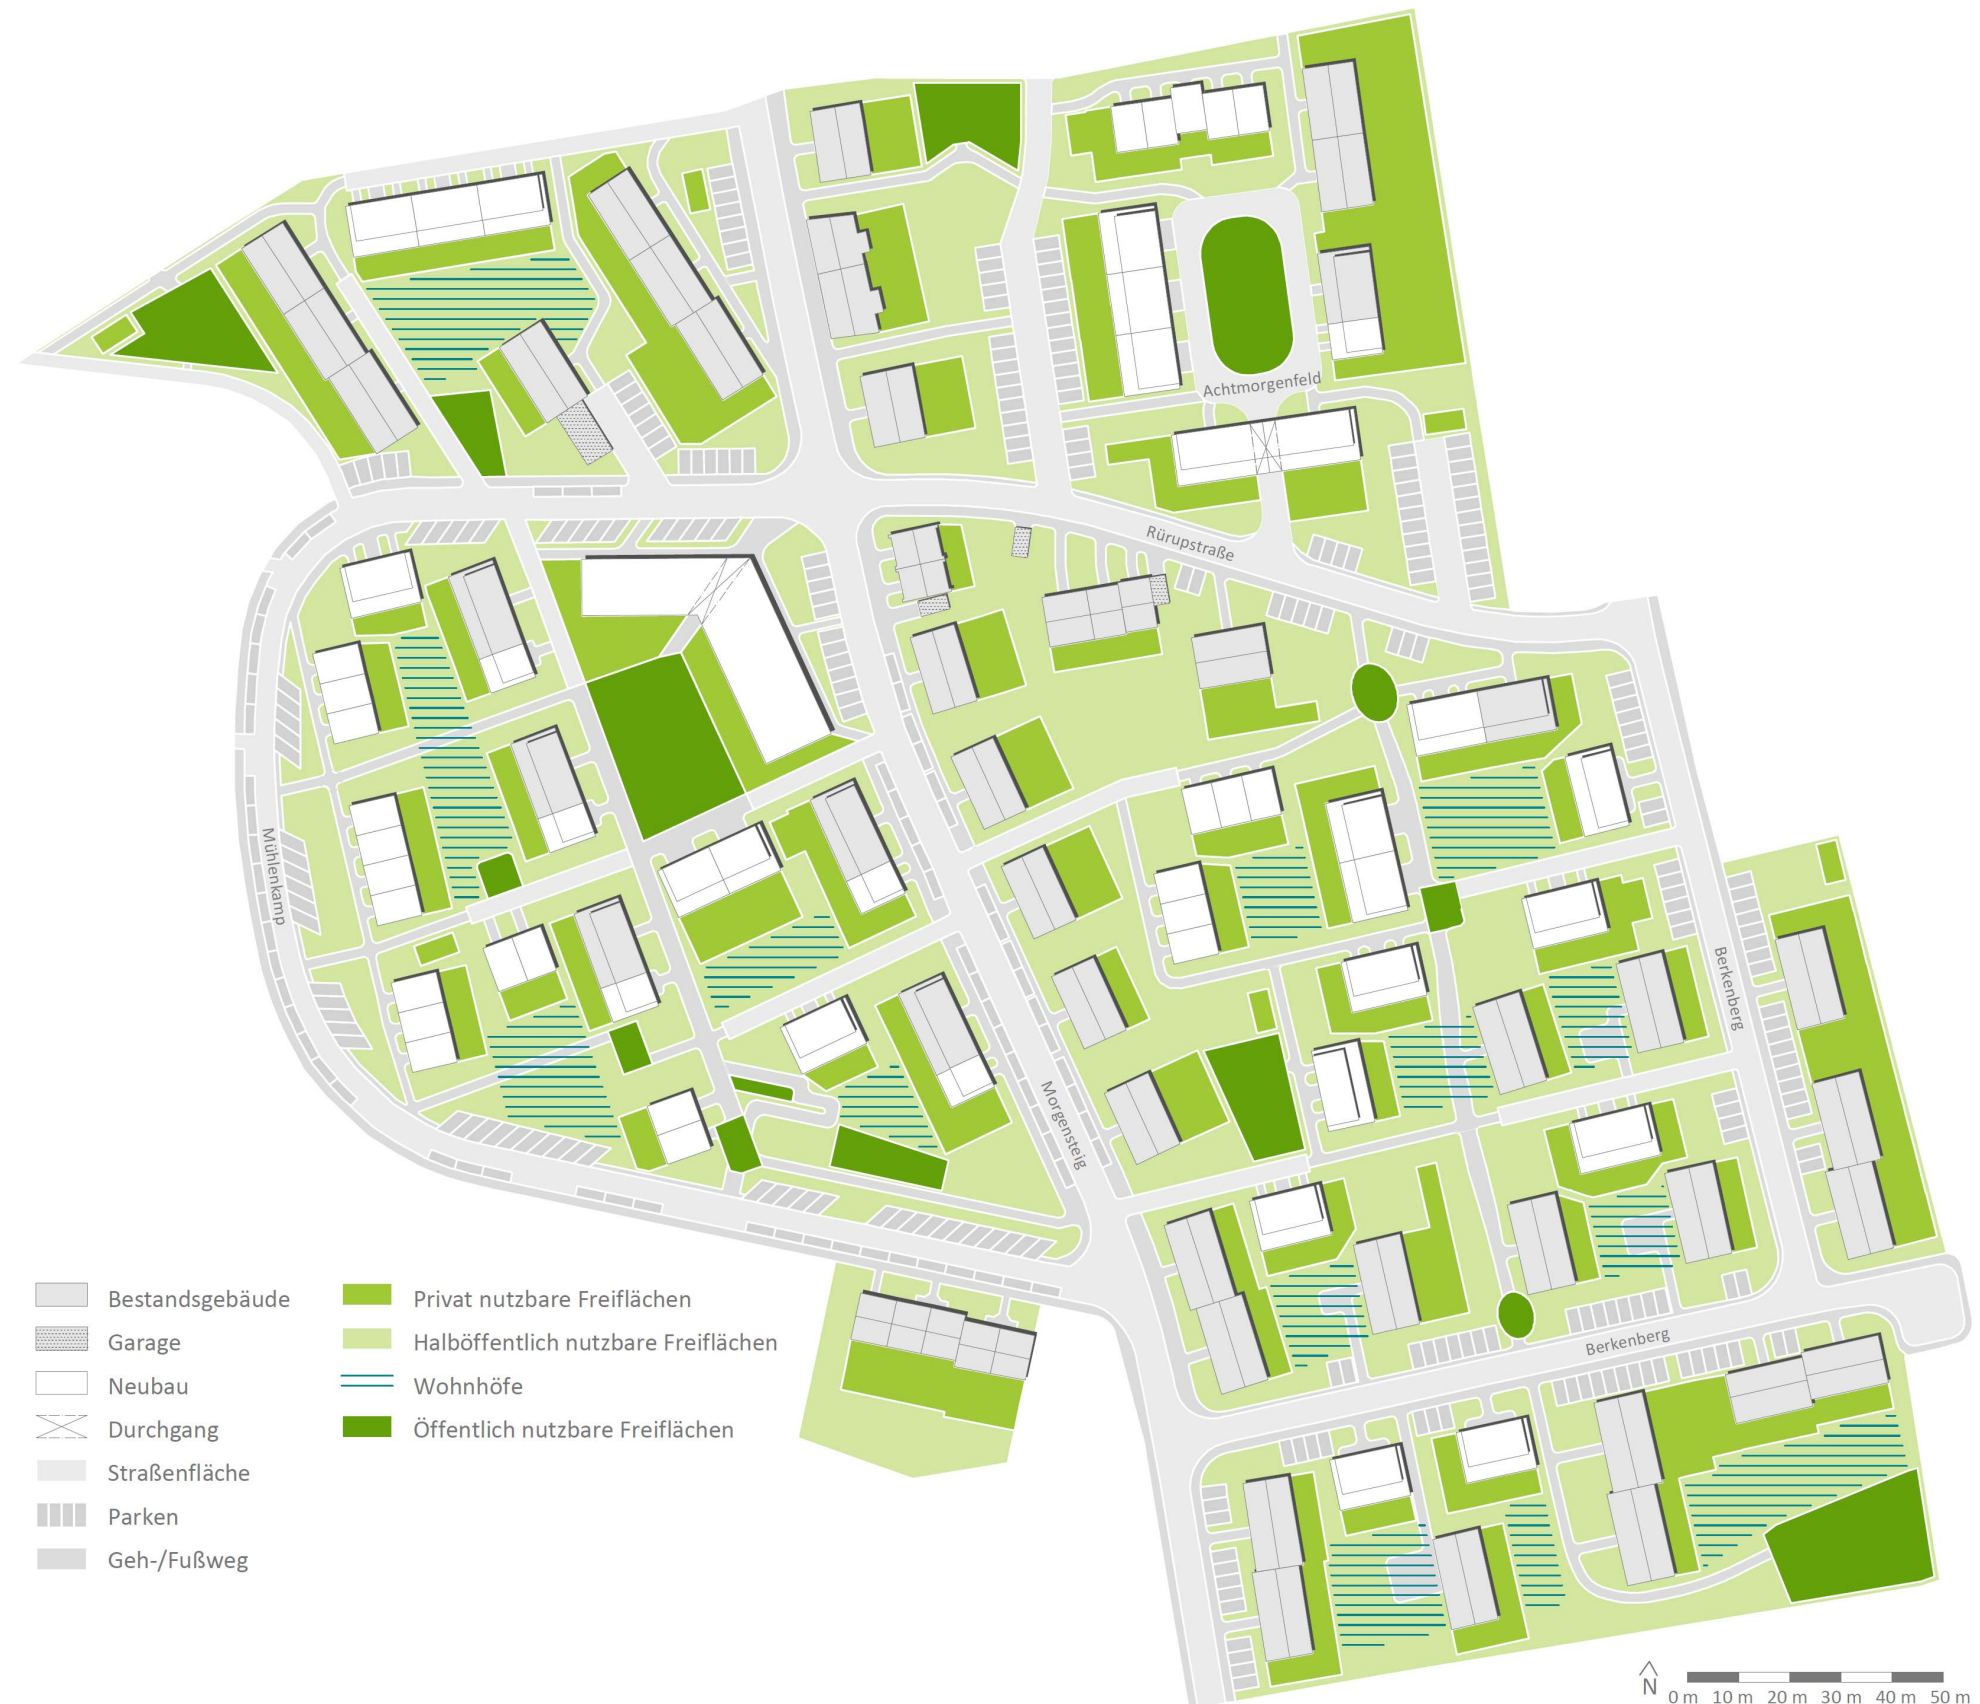 Achtmorgenfeld
Rürupstraße
Mühlenkamp
Berkenberg
Morgensteig
Berkenberg
Bestandsgebäude
Garage
Neubau
Durchgang
Straßenfläche
Parken
Geh-/Fußweg
Privat nutzbare Freiflächen
Halböffentlich nutzbare Freiflächen
Wohnhöfe
Öffentlich nutzbare Freiflächen
N
0 m 10 m 20 m 30 m 40 m 50 m